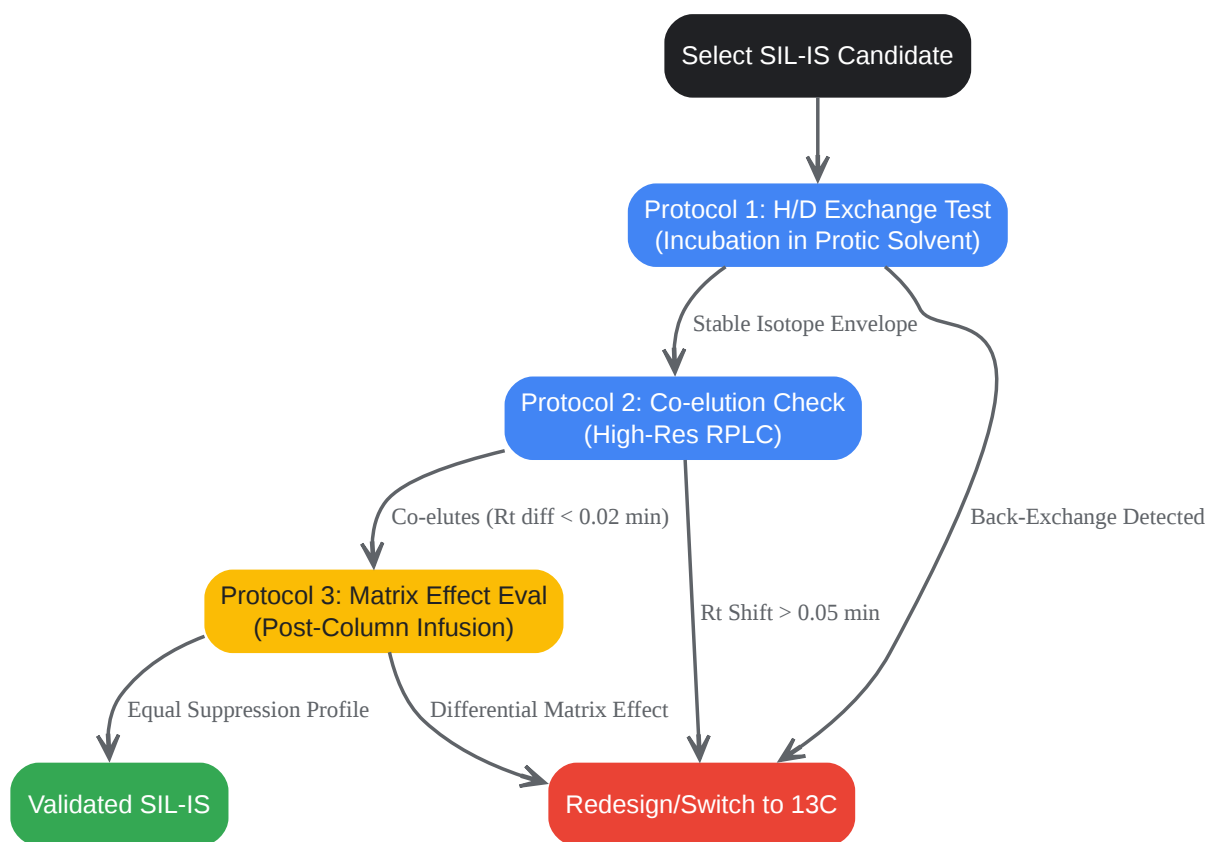 Select SIL-IS Candidate
Protocol 1: H/D Exchange Test
(Incubation in Protic Solvent)
Stable Isotope Envelope
Protocol 2: Co-elution Check
(High-Res RPLC)
Co-elutes (Rt diff < 0.02 min)
Back-Exchange Detected
Protocol 3: Matrix Effect Eval
(Post-Column Infusion)
Rt Shift > 0.05 min
Equal Suppression Profile
Differential Matrix Effect
Validated SIL-IS
Redesign/Switch to 13C